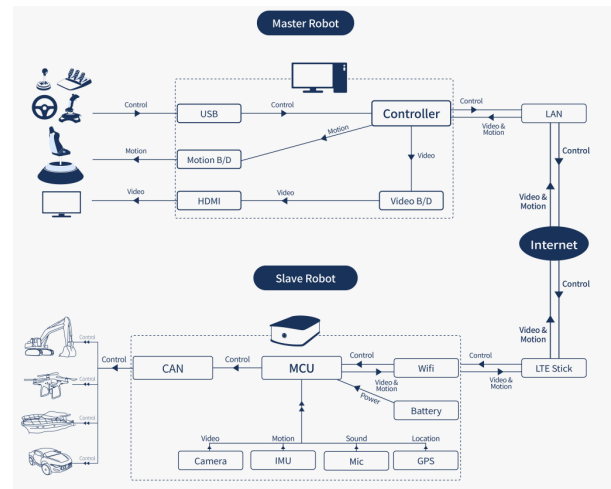 Master Robot
Control
USB
Control
Controller
Control
Video &
Motion
LAN
Motion
Motion B/D
Motion
Video
Control
Video &
Motion
Video
HDMI
Video
Video B/D
Internet
Slave Robot
Control
Video &
Motion
Control
Control
Control
Control
Control
CAN
Control
MCU
Control
Video &
Motion
Wifi
Control
Video &
Motion
LTE Stick
Power
Battery
Video
Motion
Sound
Location
Camera
IMU
Mic
GPS